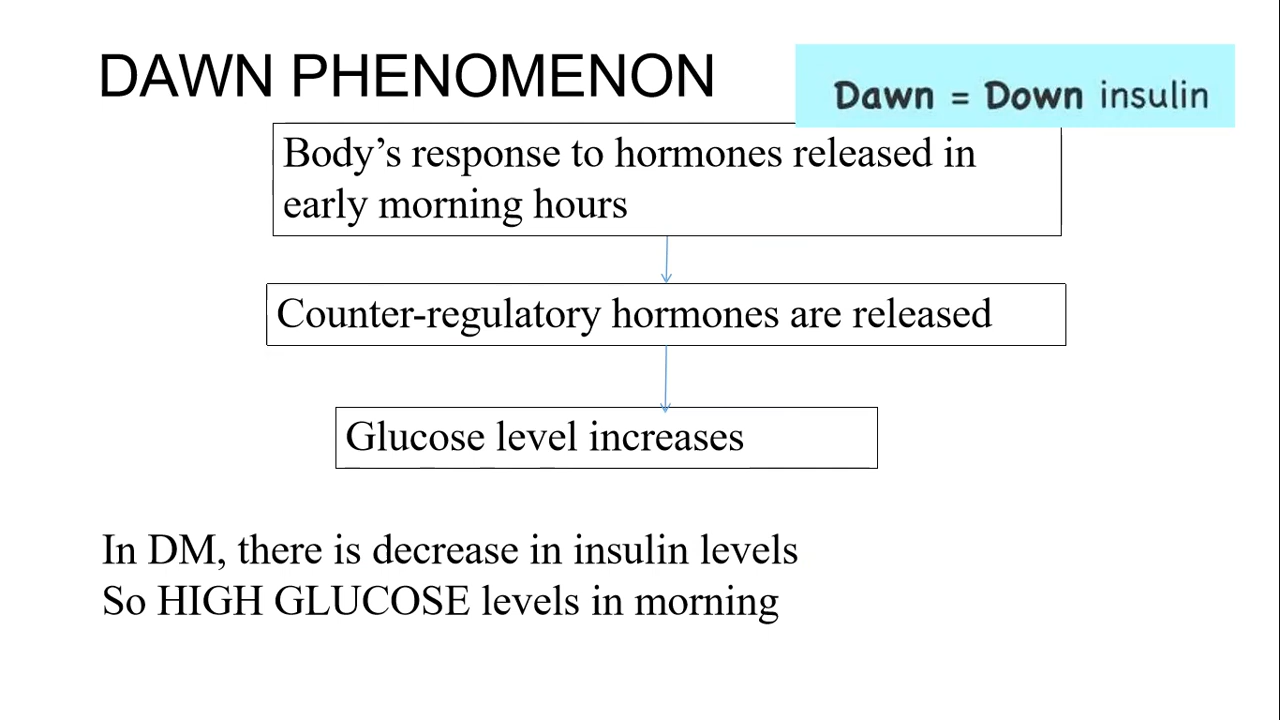 DAWN PHENOMENON
Dawn = Down insulin
Body’s response to hormones released in
early morning hours
Counter-regulatory hormones are released
Glucose level increases
In DM, there is decrease in insulin levels
So HIGH GLUCOSE levels in morning